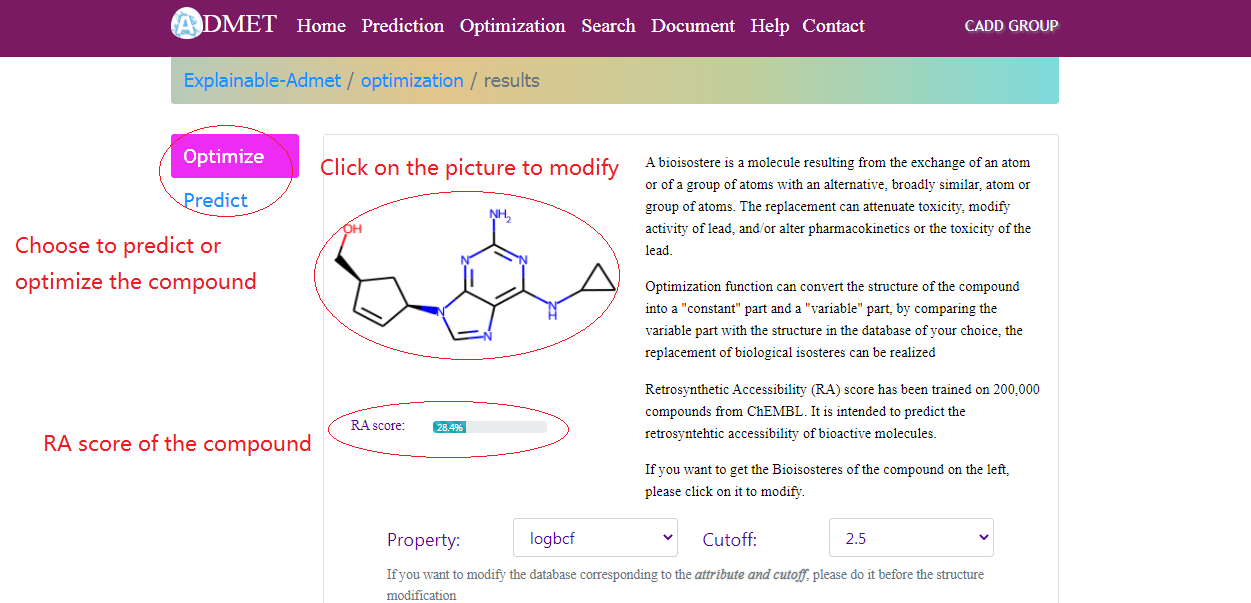 ADMET Home Prediction Optimization Search Document Help Contact CADD GROUP
Explainable-Admet / optimization / results
Optimize
Predict
Choose to predict or
optimize the compound
Click on the picture to modify
OH
NH2
N
N
N
N
N
H
RA score:
28.4%
RA score of the compound
A bioisostere is a molecule resulting from the exchange of an atom
or of a group of atoms with an alternative, broadly similar, atom or
group of atoms. The replacement can attenuate toxicity, modify
activity of lead, and/or alter pharmacokinetics or the toxicity of the
lead.
Optimization function can convert the structure of the compound
into a "constant" part and a "variable" part, by comparing the
variable part with the structure in the database of your choice, the
replacement of biological isosteres can be realized
Retrosynthetic Accessibility (RA) score has been trained on 200,000
compounds from ChEMBL. It is intended to predict the
retrosyntehtic accessibility of bioactive molecules.
If you want to get the Bioisosteres of the compound on the left,
please click on it to modify.
Property: logbcf Cutoff: 2.5
If you want to modify the database corresponding to the attribute and cutoff, please do it before the structure
modification